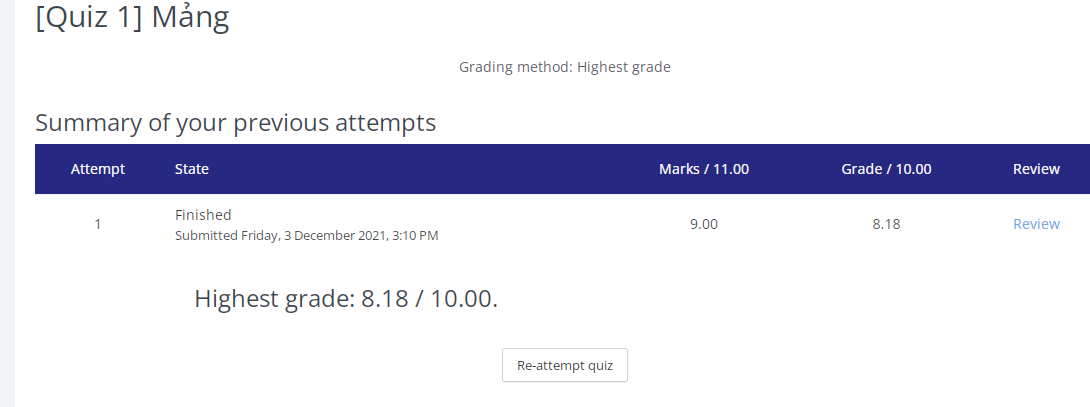 [Quiz 1] Mảng
Grading method: Highest grade
Summary of your previous attempts
Attempt State Marks / 11.00 Grade / 10.00 Review
1 Finished 9.00 8.18 Review
Submitted Friday, 3 December 2021, 3:10 PM
Highest grade: 8.18 / 10.00.
Re-attempt quiz